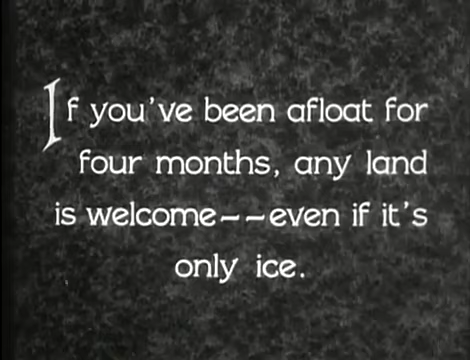 If you've been afloat for
four months, any land
is welcome--even if it's
only ice.